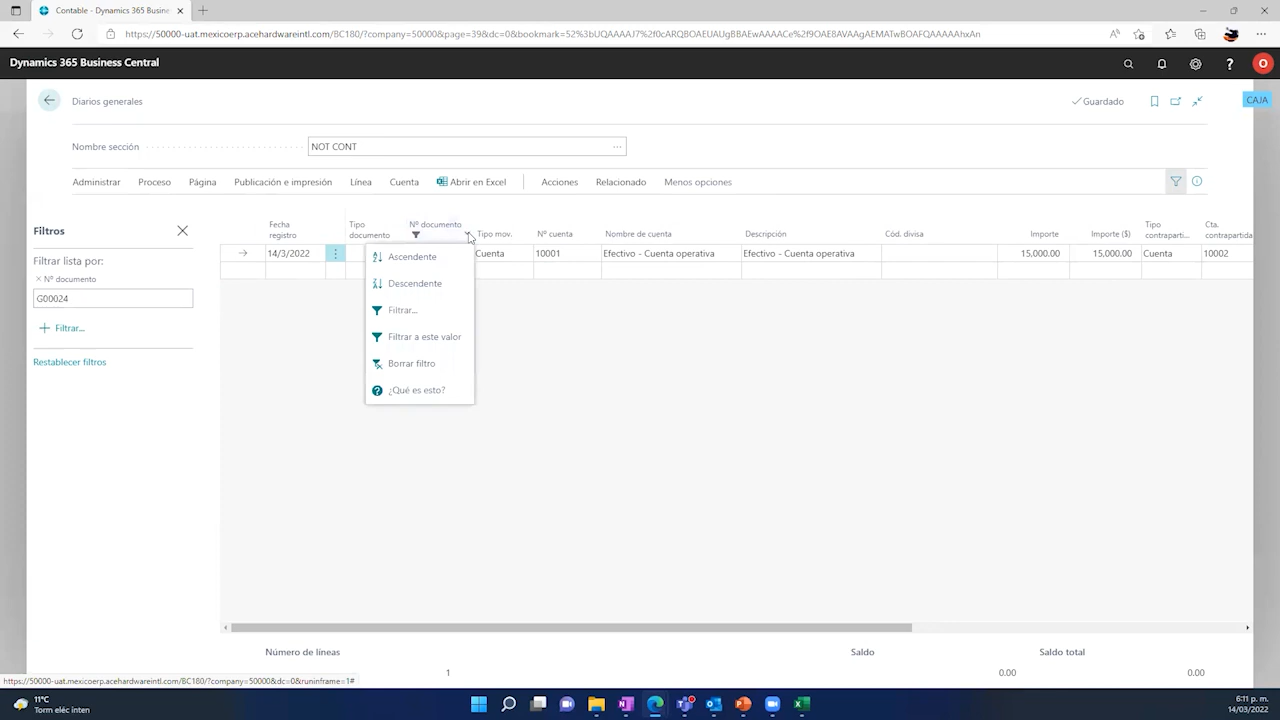 Contable - Dynamics 365 Business
https://50000-uat.mexicoerp.acehardwareintl.com/BC180/?company=50000&page=39&dc=0&bookmark=52%3bUQAAAAJ7%2f0cARQBOAEUAUgBBAEwAAAACe%2f9OAE8AVAAgAEMATwBOAFQAAAAAhxAn
Dynamics 365 Business Central
?
O
Diarios generales
Guardado
CAJA
Nombre sección
NOT CONT
Administrar Proceso Página Publicación e impresión Línea Cuenta Abrir en Excel Acciones Relacionado Menos opciones
Filtros
Filtrar lista por:
× Nº documento
G00024
Filtrar...
Restablecer filtros
Fecha registro Tipo documento Nº documento Tipo mov. Nº cuenta Nombre de cuenta Descripción Cód. divisa Importe Importe ($) Tipo contraparti... Cta. contrapartida
14/3/2022 Cuenta 10001 Efectivo - Cuenta operativa Efectivo - Cuenta operativa 15,000.00 15,000.00 Cuenta 10002
Ascendente
Descendente
Filtrar...
Filtrar a este valor
Borrar filtro
¿Qué es esto?
Número de líneas Saldo Saldo total
1 0.00 0.00
https://50000-uat.mexicoerp.acehardwareintl.com/BC180/?company=50000&dc=0&runinframe=1#
11°C
Torm eléc inten
6:11 p. m.
14/03/2022